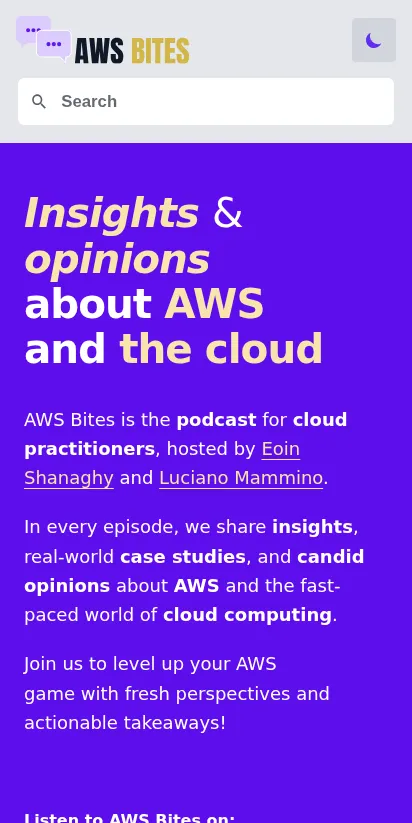 AWS BITES
Search
Insights &
opinions
about AWS
and the cloud
AWS Bites is the podcast for cloud
practitioners, hosted by Eoin
Shanaghy and Luciano Mammino.
In every episode, we share insights,
real-world case studies, and candid
opinions about AWS and the fast-
paced world of cloud computing.
Join us to level up your AWS
game with fresh perspectives and
actionable takeaways!
Listen to AWS Bites on: